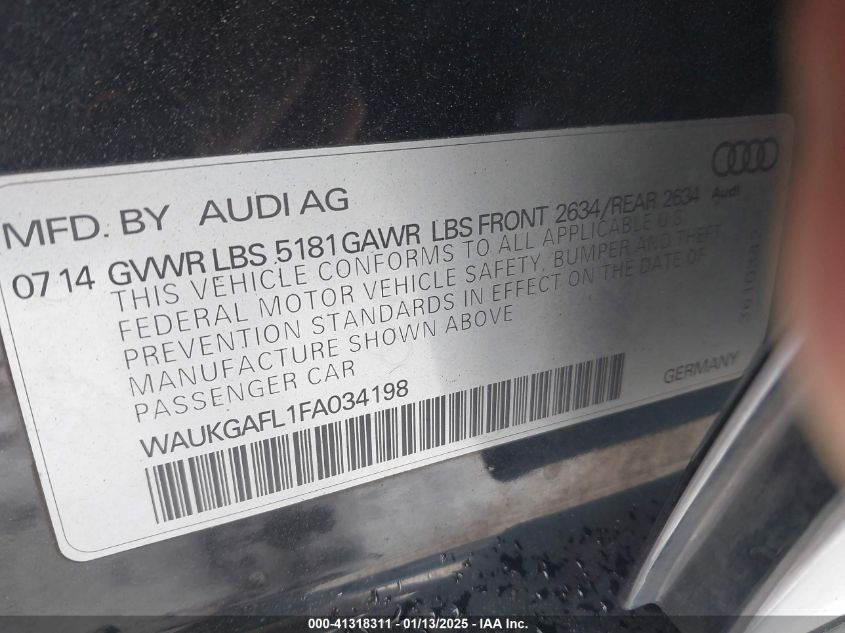 Audi
MFD. BY AUDI AG
07 14 GVWR LBS 5181 GAWR LBS FRONT 2634/REAR 2634
THIS VEHICLE CONFORMS TO ALL APPLICABLE U.S.
FEDERAL MOTOR VEHICLE SAFETY, BUMPER AND THEFT
PREVENTION STANDARDS IN EFFECT ON THE DATE OF
MANUFACTURE SHOWN ABOVE
PASSENGER CAR
WAUKGAFL1FA034198
GERMANY
000-41318311 - 01/13/2025 - IAA Inc.